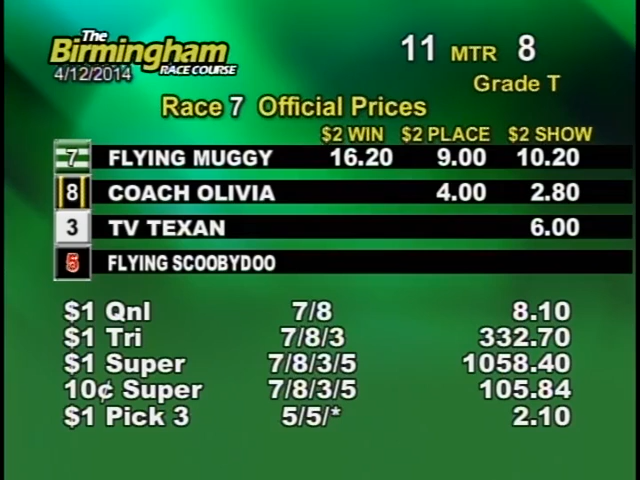 The
Birmingham
RACE COURSE
4/12/2014
11 MTR 8
Grade T
Race 7 Official Prices
$2 WIN $2 PLACE $2 SHOW
7 FLYING MUGGY 16.20 9.00 10.20
8 COACH OLIVIA 4.00 2.80
3 TV TEXAN 6.00
5 FLYING SCOOBYDOO
$1 Qnl 7/8 8.10
$1 Tri 7/8/3 332.70
$1 Super 7/8/3/5 1058.40
10¢ Super 7/8/3/5 105.84
$1 Pick 3 5/5/* 2.10